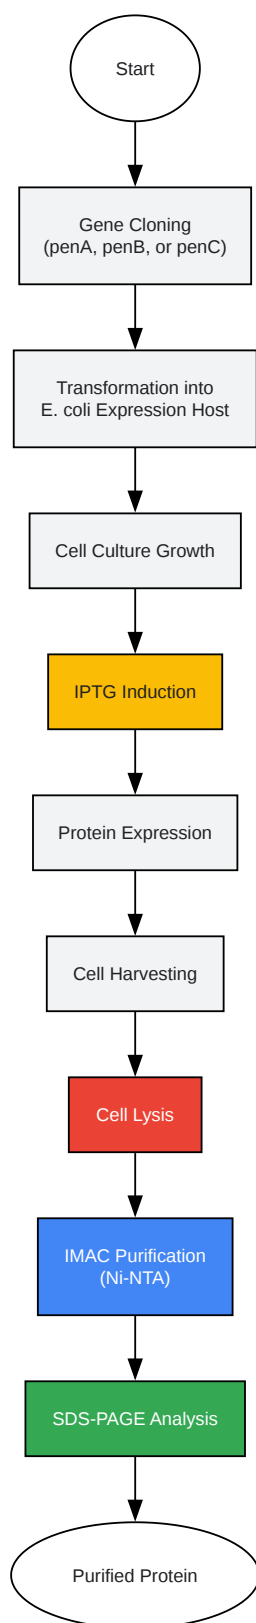 Start
Gene Cloning
(penA, penB, or penC)
Transformation into
E. coli Expression Host
Cell Culture Growth
IPTG Induction
Protein Expression
Cell Harvesting
Cell Lysis
IMAC Purification
(Ni-NTA)
SDS-PAGE Analysis
Purified Protein